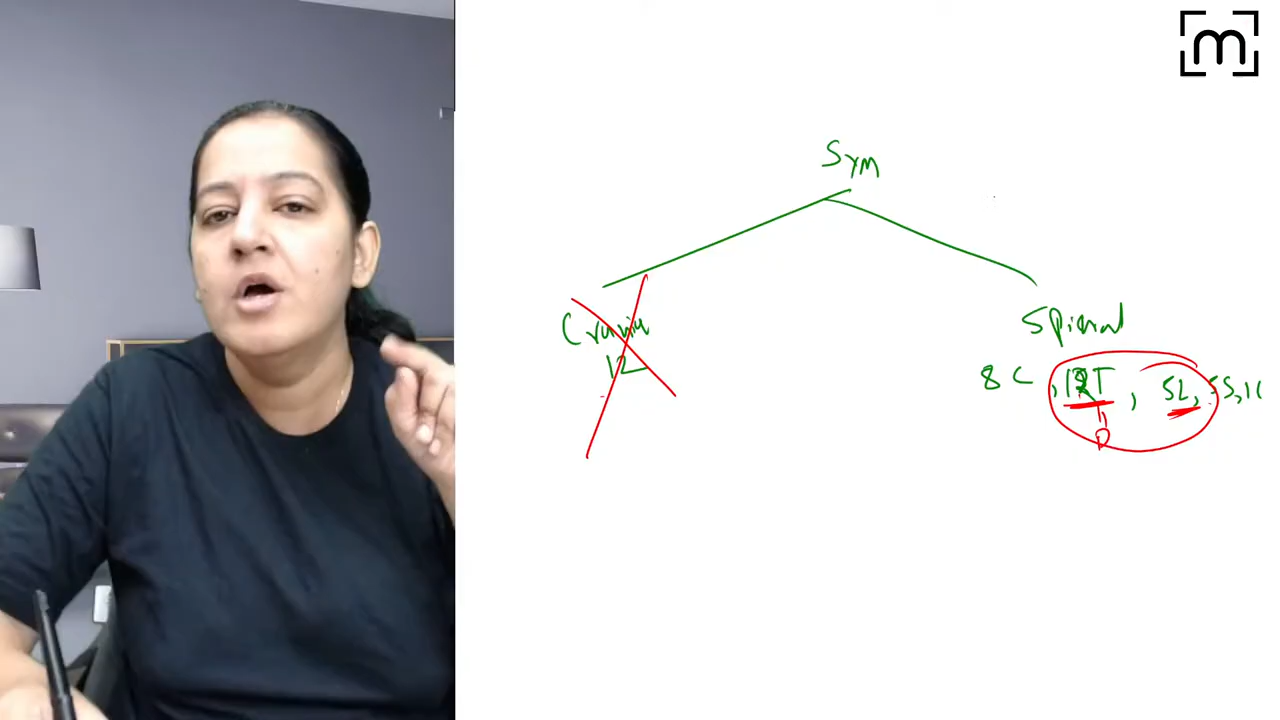 m
Sym
Cranial
12
Spinal
8 C , 12T , 5L, 5S, 1C
D